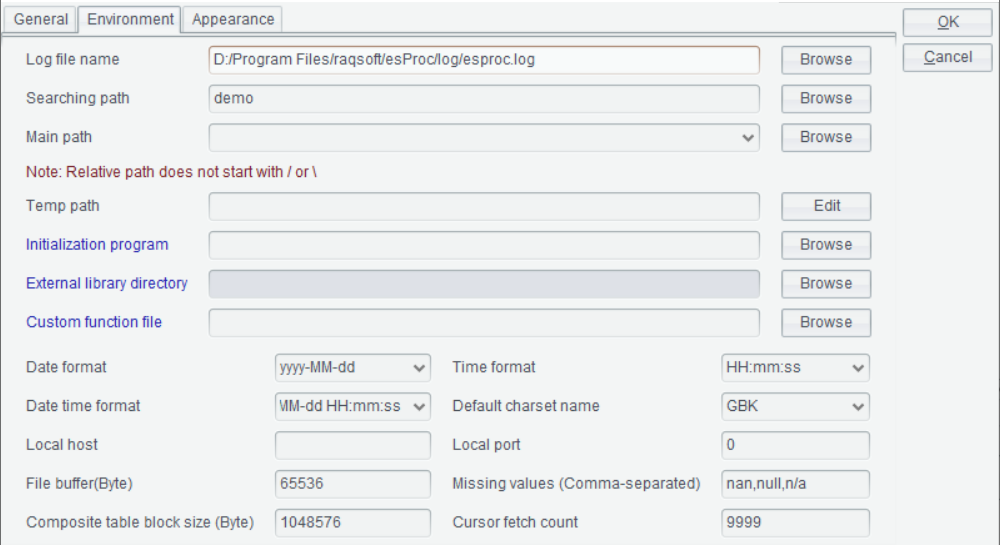 General Environment Appearance
OK
Log file name D:/Program Files/raqsoft/esProc/log/esproc.log Browse
Cancel
Searching path demo Browse
Main path Browse
Note: Relative path does not start with / or \
Temp path Edit
Initialization program Browse
External library directory Browse
Custom function file Browse
Date format yyyy-MM-dd Time format HH:mm:ss
Date time format MM-dd HH:mm:ss Default charset name GBK
Local host Local port 0
File buffer(Byte) 65536 Missing values (Comma-separated) nan,null,n/a
Composite table block size (Byte) 1048576 Cursor fetch count 9999